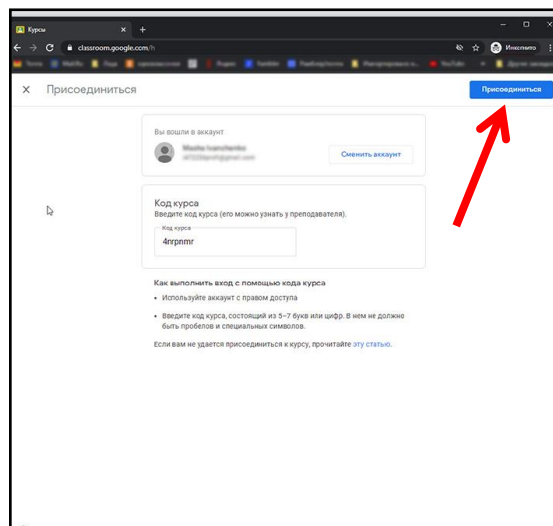 Курсы
classroom.google.com/h
Инкогнито
Присоединиться
Присоединиться
Вы вошли в аккаунт
Сменить аккаунт
Код курса
Введите код курса (его можно узнать у преподавателя).
Код курса
4nrpnmr
Как выполнить вход с помощью кода курса
• Используйте аккаунт с правом доступа
• Введите код курса, состоящий из 5–7 букв или цифр. В нем не должно
быть пробелов и специальных символов.
Если вам не удается присоединиться к курсу, прочитайте эту статью.